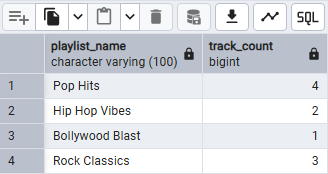 SQL
playlist_name track_count
character varying (100) bigint
1 Pop Hits 4
2 Hip Hop Vibes 2
3 Bollywood Blast 1
4 Rock Classics 3